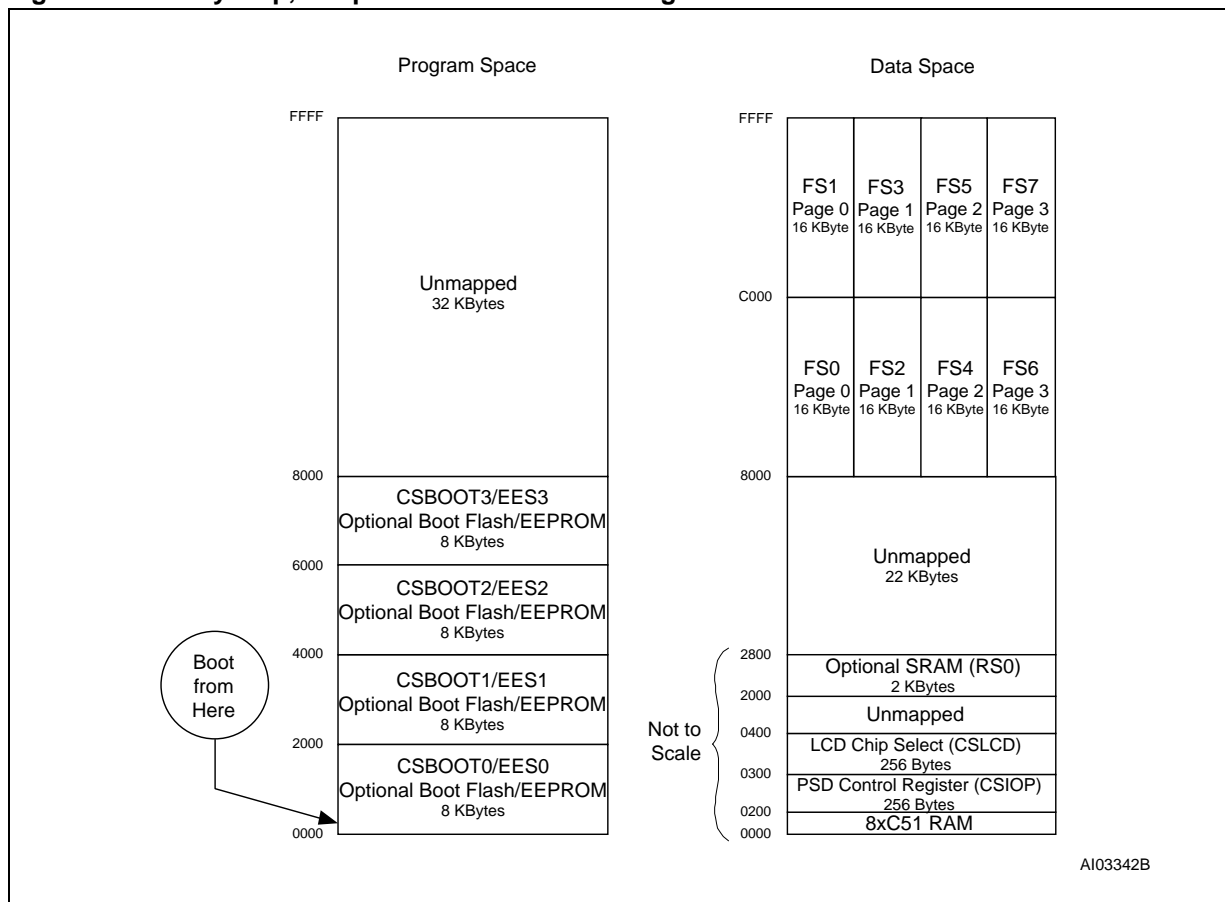 Program Space
FFFF
Unmapped
32 KBytes
8000
CSBOOT3/EES3
Optional Boot Flash/EEPROM
8 KBytes
6000
CSBOOT2/EES2
Optional Boot Flash/EEPROM
8 KBytes
4000
CSBOOT1/EES1
Optional Boot Flash/EEPROM
8 KBytes
2000
CSBOOT0/EES0
Optional Boot Flash/EEPROM
8 KBytes
0000
Boot
from
Here
Data Space
FFFF
FS1
Page 0
16 KByte
FS3
Page 1
16 KByte
FS5
Page 2
16 KByte
FS7
Page 3
16 KByte
C000
FS0
Page 0
16 KByte
FS2
Page 1
16 KByte
FS4
Page 2
16 KByte
FS6
Page 3
16 KByte
8000
Unmapped
22 KBytes
2800
Optional SRAM (RS0)
2 KBytes
2000
Unmapped
0400
LCD Chip Select (CSLCD)
256 Bytes
0300
PSD Control Register (CSIOP)
256 Bytes
0200
8xC51 RAM
0000
Not to
Scale
AI03342B